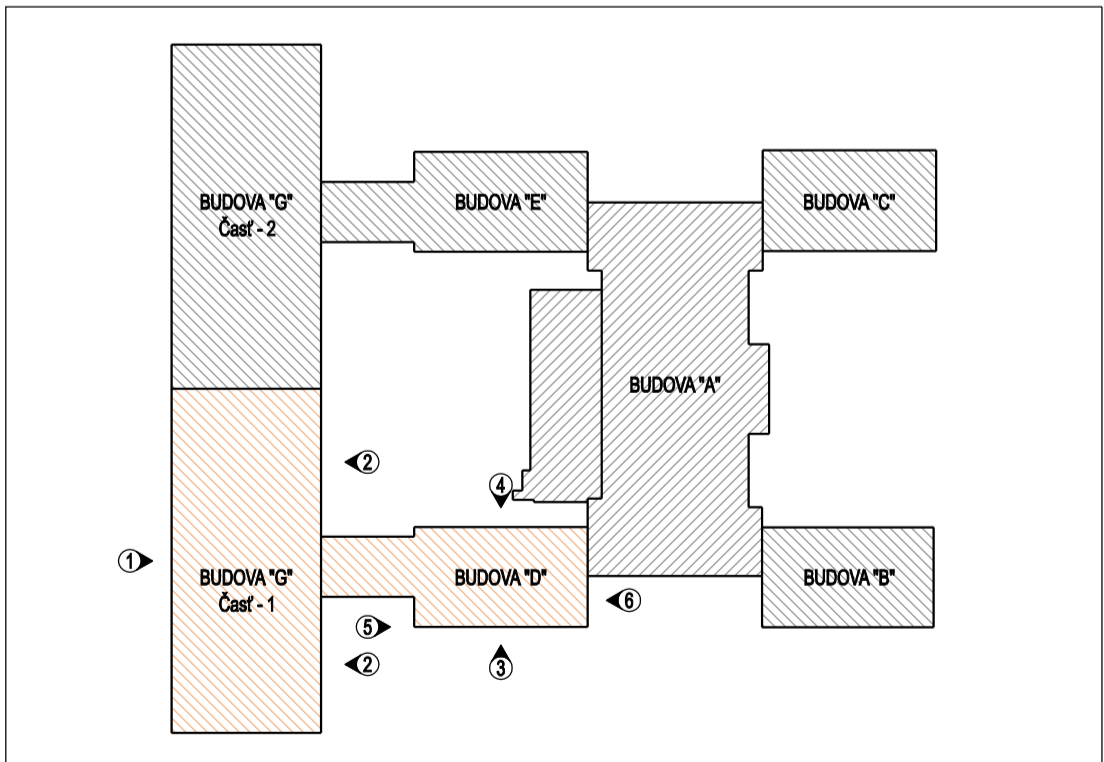 BUDOVA "G"
Časť - 2
BUDOVA "E"
BUDOVA "C"
BUDOVA "A"
2
4
1
BUDOVA "G"
Časť - 1
BUDOVA "D"
BUDOVA "B"
6
5
2
3